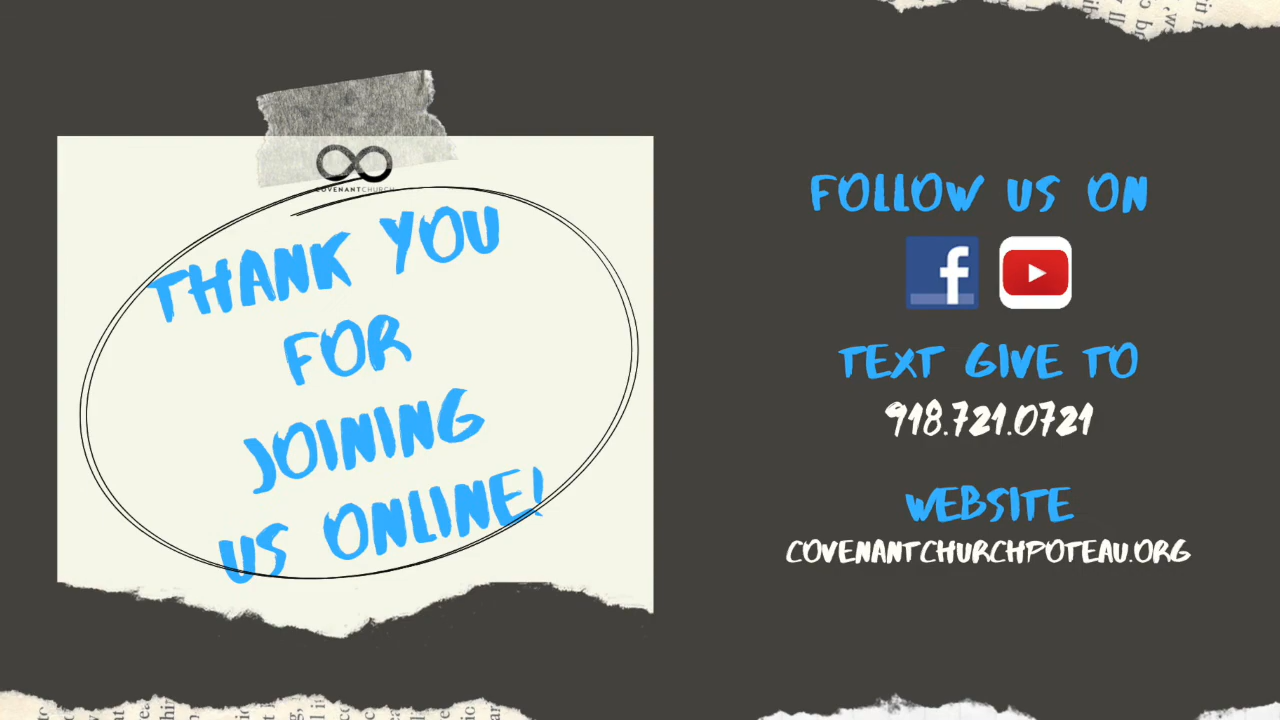 COVENANTCHURCH
THANK YOU
FOR
JOINING
US ONLINE!
FOLLOW US ON
TEXT GIVE TO
918.721.0721
WEBSITE
COVENANTCHURCHPOTEAU.ORG